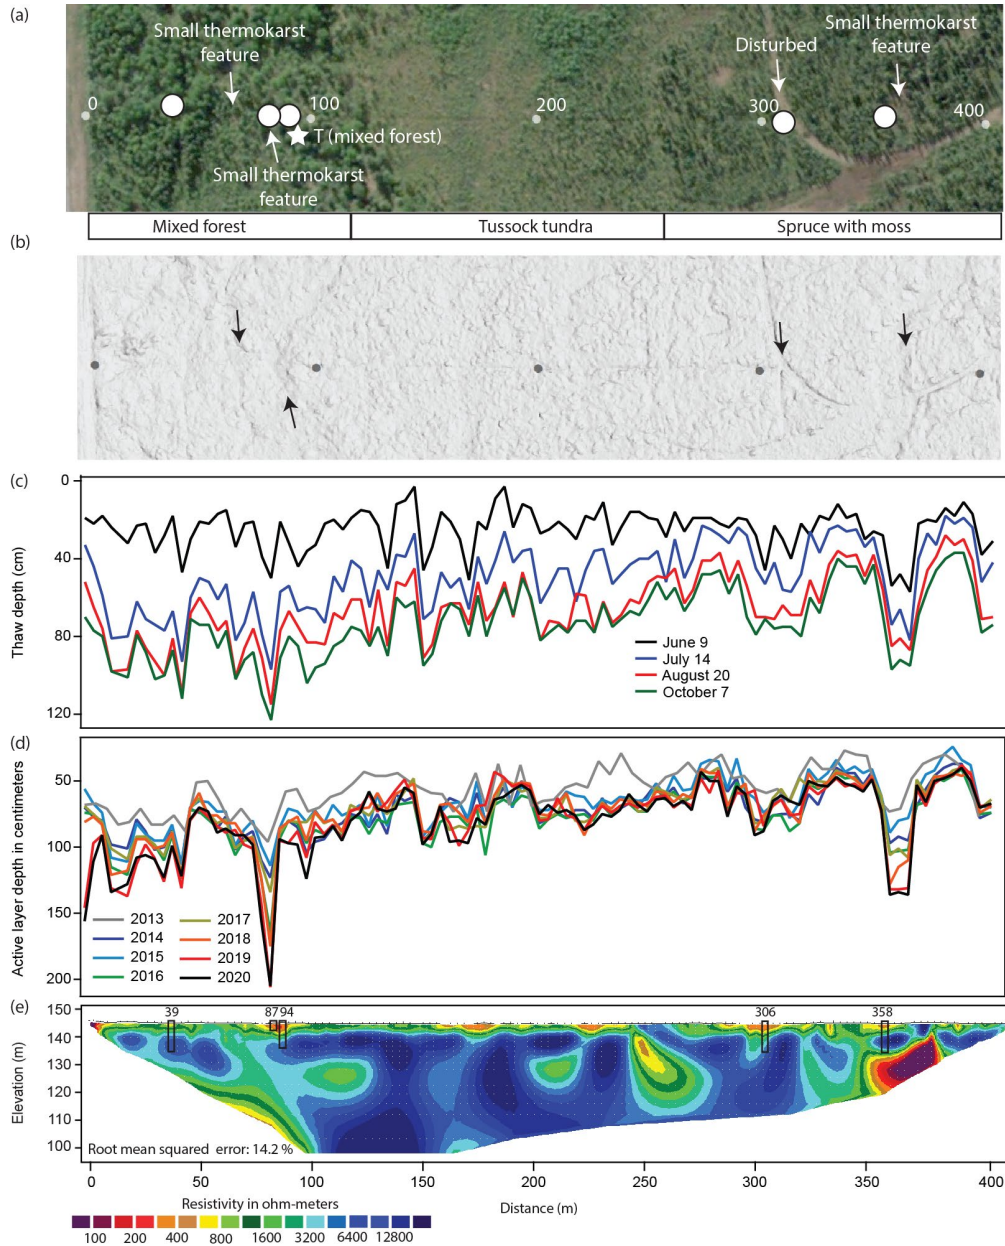 (a)
Small thermokarst
feature
Disturbed
Small thermokarst
feature
0
100
200
300
400
T (mixed forest)
Small thermokarst
feature
Mixed forest
Tussock tundra
Spruce with moss
(b)
(c)
0
40
80
120
Thaw depth (cm)
June 9
July 14
August 20
October 7
(d)
50
100
150
200
Active layer depth in centimeters
2013
2014
2015
2016
2017
2018
2019
2020
(e)
150
140
130
120
110
100
Elevation (m)
39
87 94
306
358
Root mean squared error: 14.2 %
0
50
100
150
200
250
300
350
400
Resistivity in ohm-meters
Distance (m)
100
200
400
800
1600
3200
6400
12800